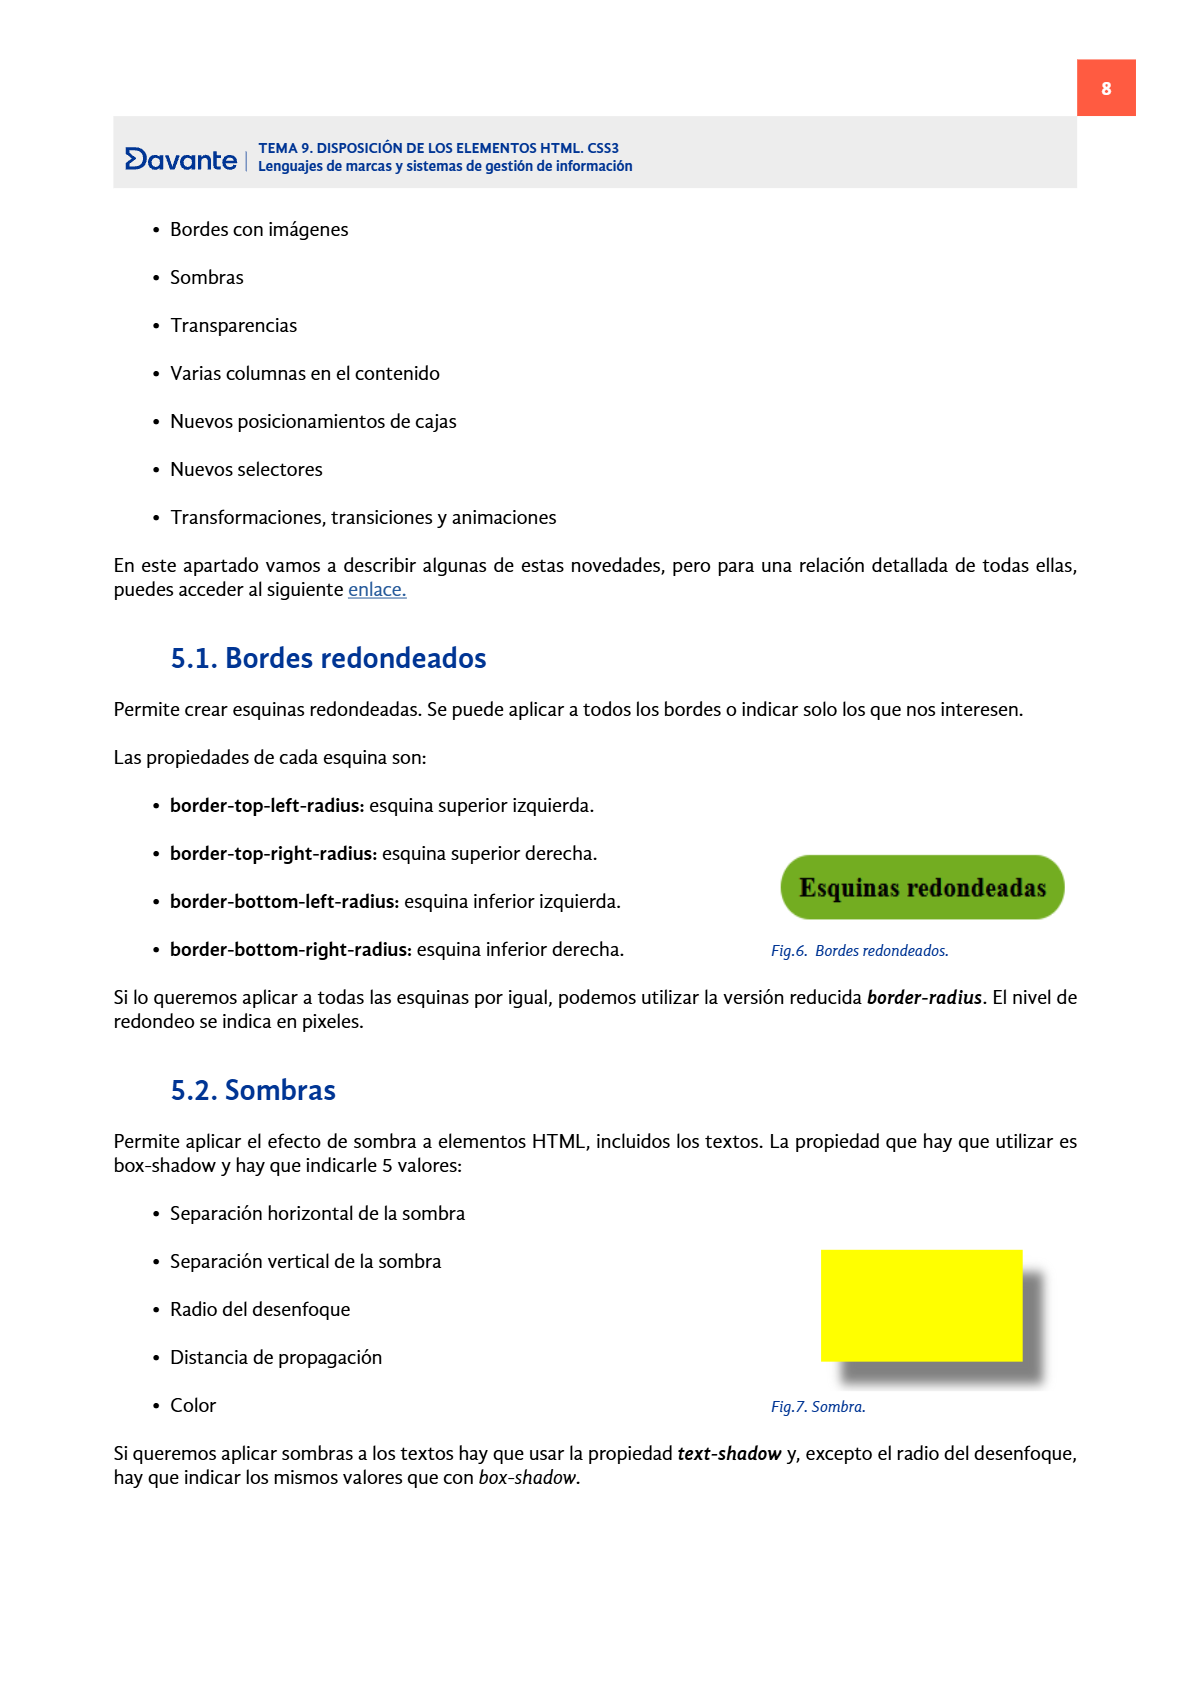 8
Davante
TEMA 9. DISPOSICIÓN DE LOS ELEMENTOS HTML. CSS3
Lenguajes de marcas y sistemas de gestión de información
• Bordes con imágenes
• Sombras
• Transparencias
• Varias columnas en el contenido
• Nuevos posicionamientos de cajas
• Nuevos selectores
• Transformaciones, transiciones y animaciones
En este apartado vamos a describir algunas de estas novedades, pero para una relación detallada de todas ellas,
puedes acceder al siguiente enlace.
5.1. Bordes redondeados
Permite crear esquinas redondeadas. Se puede aplicar a todos los bordes o indicar solo los que nos interesen.
Las propiedades de cada esquina son:
• border-top-left-radius: esquina superior izquierda.
• border-top-right-radius: esquina superior derecha.
• border-bottom-left-radius: esquina inferior izquierda.
• border-bottom-right-radius: esquina inferior derecha.
Esquinas redondeadas
Fig.6. Bordes redondeados.
Si lo queremos aplicar a todas las esquinas por igual, podemos utilizar la versión reducida border-radius. El nivel de
redondeo se indica en pixeles.
5.2. Sombras
Permite aplicar el efecto de sombra a elementos HTML, incluidos los textos. La propiedad que hay que utilizar es
box-shadow y hay que indicarle 5 valores:
• Separación horizontal de la sombra
• Separación vertical de la sombra
• Radio del desenfoque
• Distancia de propagación
• Color
Fig.7. Sombra.
Si queremos aplicar sombras a los textos hay que usar la propiedad text-shadow y, excepto el radio del desenfoque,
hay que indicar los mismos valores que con box-shadow.